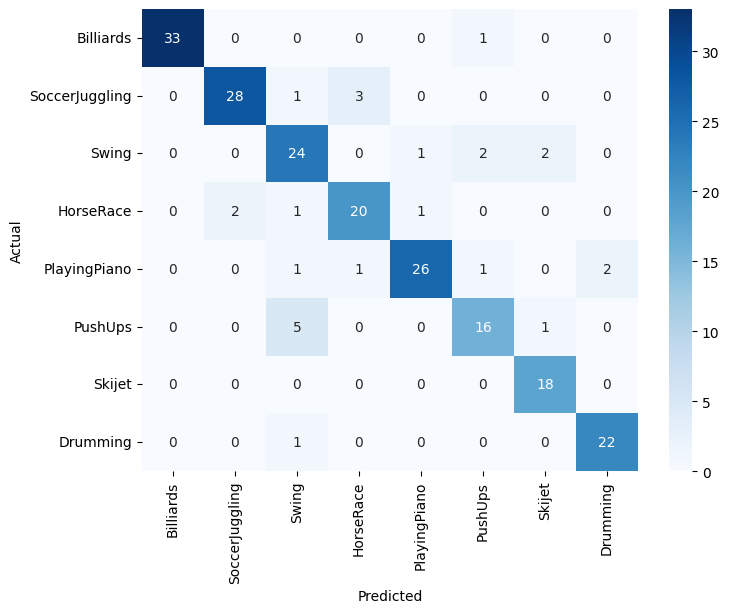 Billiards 33 0 0 0 0 1 0 0
SoccerJuggling 0 28 1 3 0 0 0 0
Swing 0 0 24 0 1 2 2 0
HorseRace 0 2 1 20 1 0 0 0
PlayingPiano 0 0 1 1 26 1 0 2
PushUps 0 0 5 0 0 16 1 0
Skijet 0 0 0 0 0 0 18 0
Drumming 0 0 1 0 0 0 0 22
Actual
Billiards SoccerJuggling Swing HorseRace PlayingPiano PushUps Skijet Drumming
Predicted
30
25
20
15
10
5
0